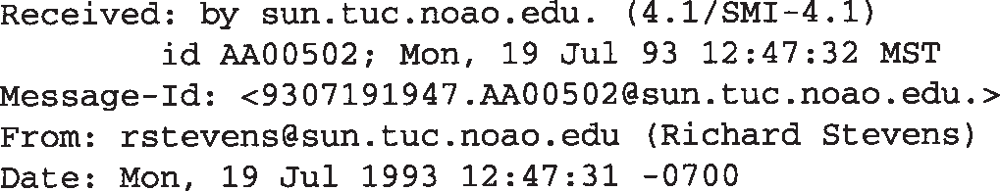 Received: by sun.tuc.noao.edu. (4.1/SMI-4.1)
id AA00502; Mon, 19 Jul 93 12:47:32 MST
Message-Id: <9307191947.AA00502@sun.tuc.noao.edu.>
From: rstevens@sun.tuc.noao.edu (Richard Stevens)
Date: Mon, 19 Jul 1993 12:47:31 -0700